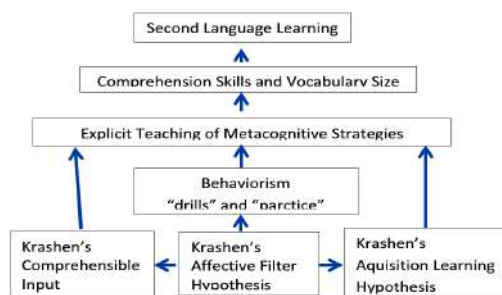 Second Language Learning
Comprehension Skills and Vocabulary Size
Explicit Teaching of Metacognitive Strategies
Behaviorism
"drills" and "parctice"
Krashen's
Comprehensible
Input
Krashen's
Affective Filter
Hypothesis
Krashen's
Aquisition Learning
Hypothesis